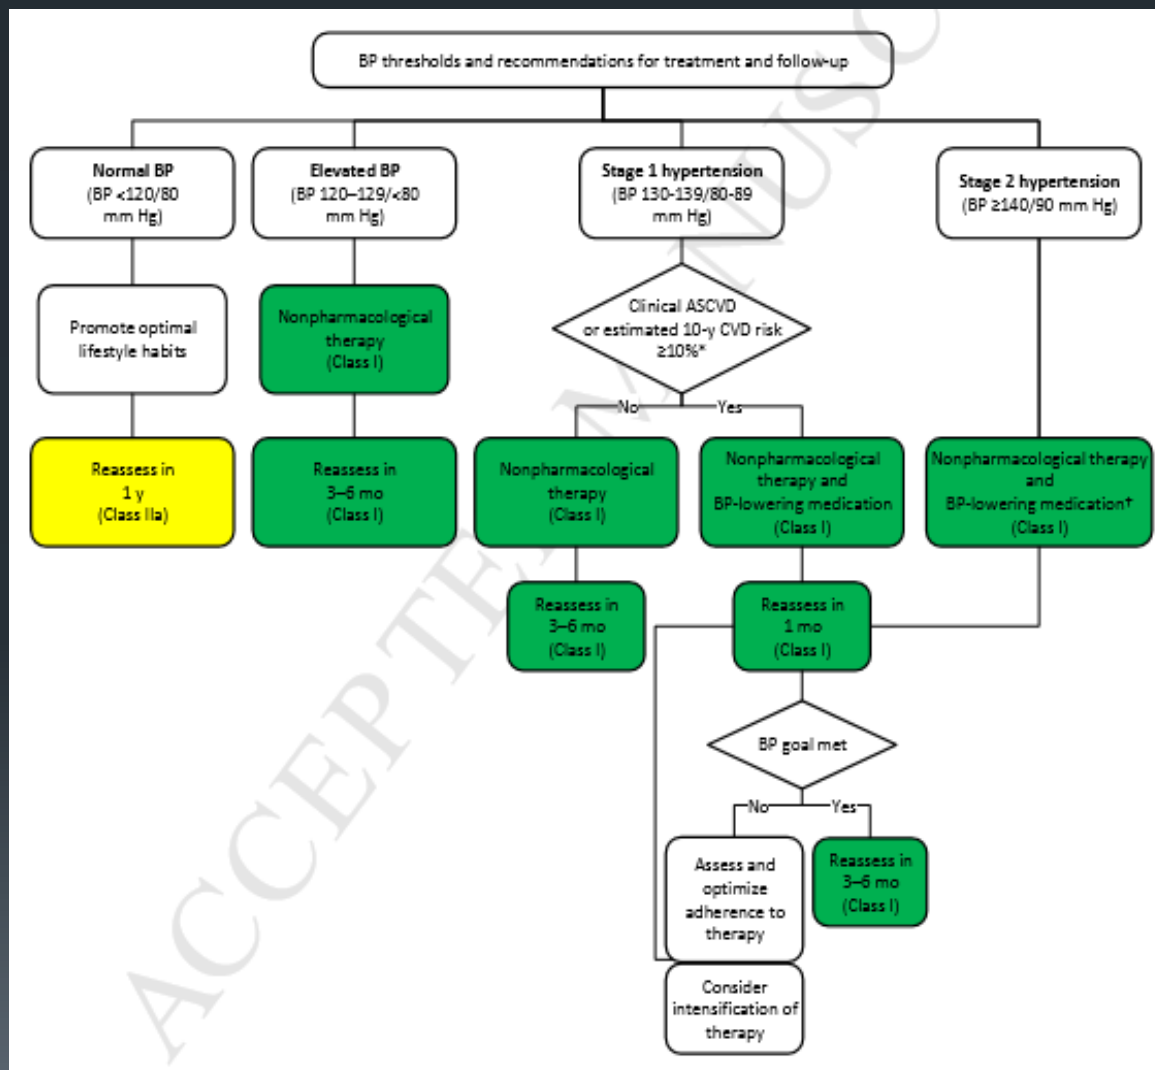 BP thresholds and recommendations for treatment and follow-up
Normal BP
(BP <120/80
mm Hg)
Elevated BP
(BP 120–129/<80
mm Hg)
Stage 1 hypertension
(BP 130-139/80-89
mm Hg)
Stage 2 hypertension
(BP ≥140/90 mm Hg)
Promote optimal
lifestyle habits
Nonpharmacological
therapy
(Class I)
Clinical ASCVD
or estimated 10-y CVD risk
≥10%*
No
Yes
Reassess in
1 y
(Class IIa)
Reassess in
3–6 mo
(Class I)
Nonpharmacological
therapy
(Class I)
Nonpharmacological
therapy and
BP-lowering medication
(Class I)
Nonpharmacological therapy
and
BP-lowering medication†
(Class I)
Reassess in
3–6 mo
(Class I)
Reassess in
1 mo
(Class I)
BP goal met
No
Yes
Assess and
optimize
adherence to
therapy
Reassess in
3–6 mo
(Class I)
Consider
intensification of
therapy